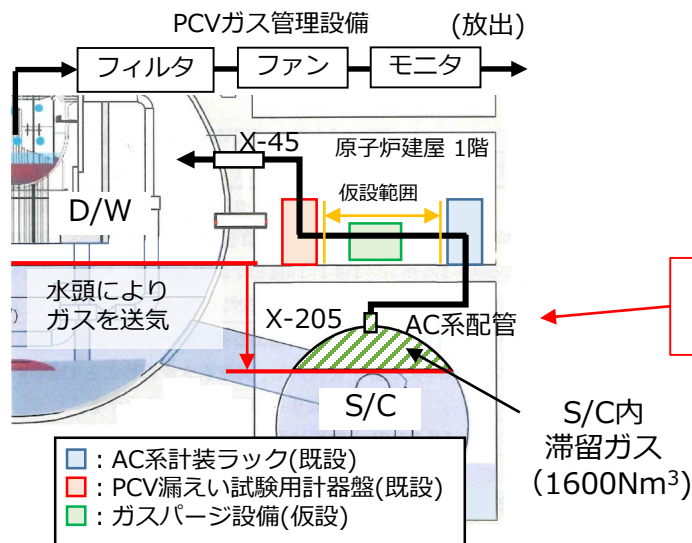 PCVガス管理設備
(放出)
フィルタ
ファン
モニタ
X-45
原子炉建屋 1階
仮設範囲
D/W
水頭により
ガスを送気
X-205
AC系配管
S/C
S/C内
滞留ガス
(1600Nm³)
: AC系計装ラック(既設)
: PCV漏えい試験用計器盤(既設)
: ガスパージ設備(仮設)